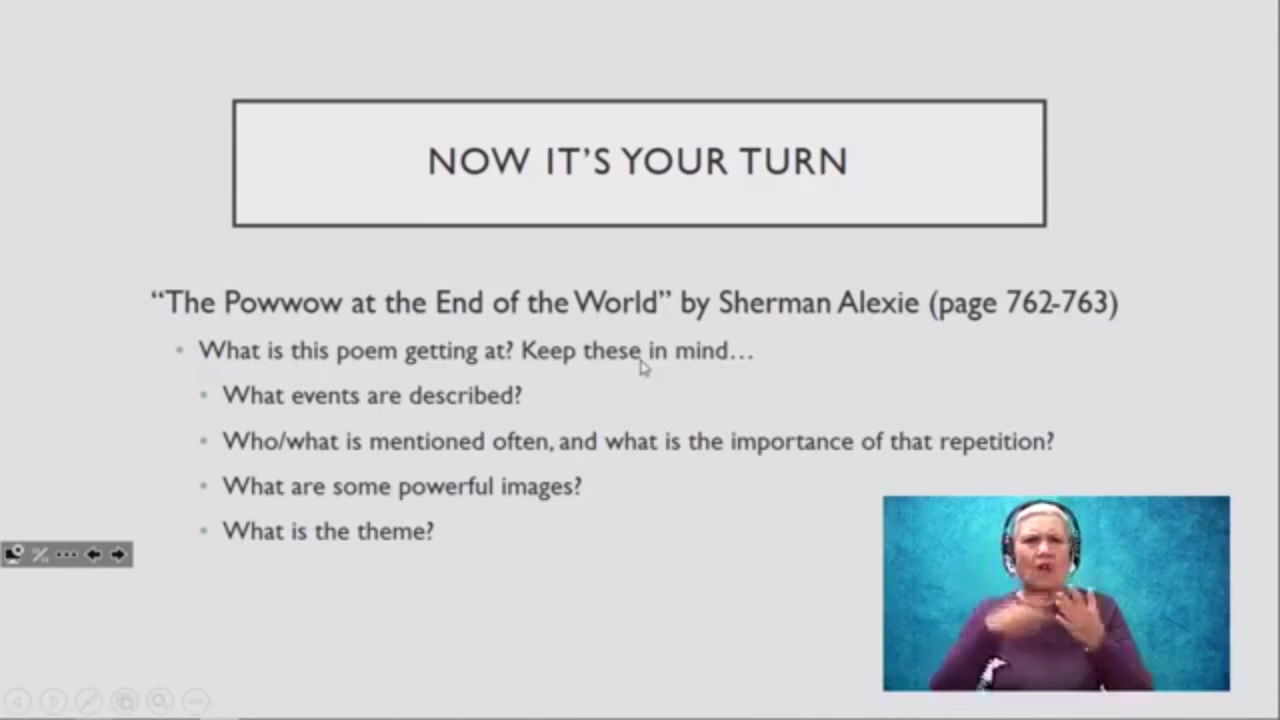 NOW IT'S YOUR TURN
“The Powwow at the End of the World” by Sherman Alexie (page 762-763)
• What is this poem getting at? Keep these in mind…
• What events are described?
• Who/what is mentioned often, and what is the importance of that repetition?
• What are some powerful images?
• What is the theme?